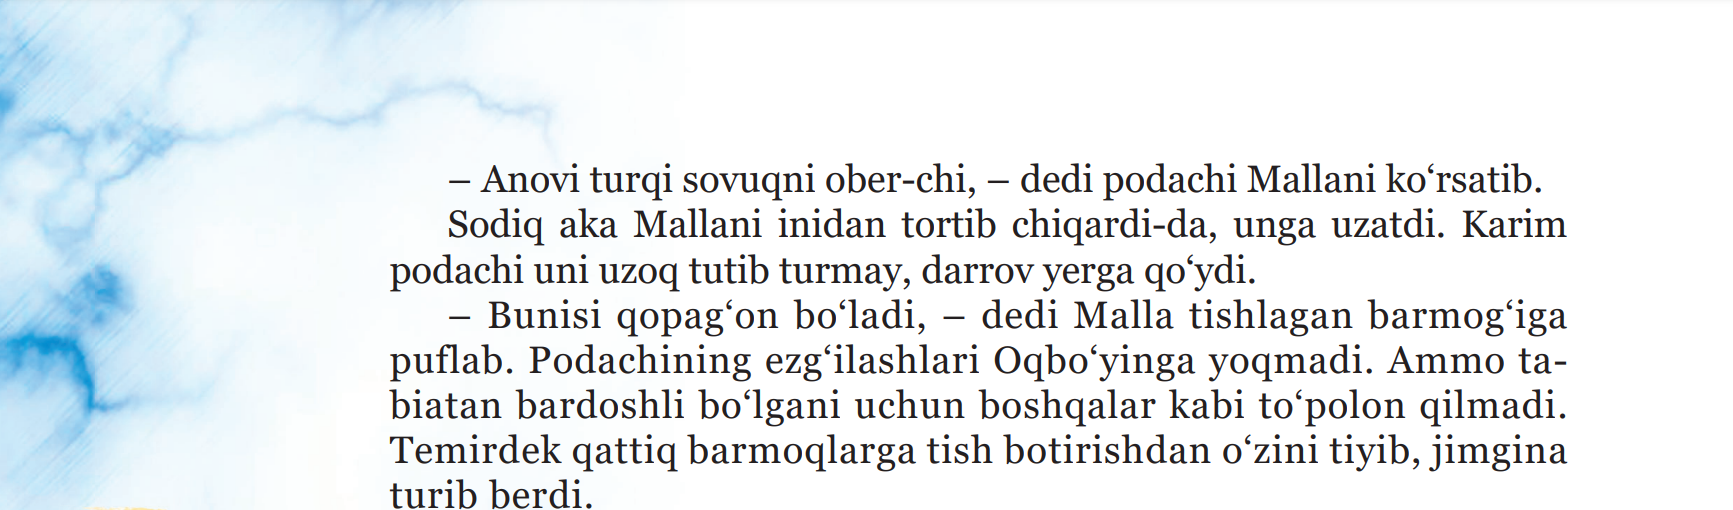 – Anovi turqi sovuqni ober-chi, – dedi podachi Mallani ko‘rsatib.
Sodiq aka Mallani inidan tortib chiqardi-da, unga uzatdi. Karim
podachi uni uzoq tutib turmay, darrov yerga qo‘ydi.
– Bunisi qopag‘on bo‘ladi, – dedi Malla tishlagan barmog‘iga
puflab. Podachining ezg‘ilashlari Oqbo‘yinga yoqmadi. Ammo ta-
biatan bardoshli bo‘lgani uchun boshqalar kabi to‘polon qilmadi.
Temirdek qattiq barmoqlarga tish botirishdan o‘zini tiyib, jimgina
turib berdi.